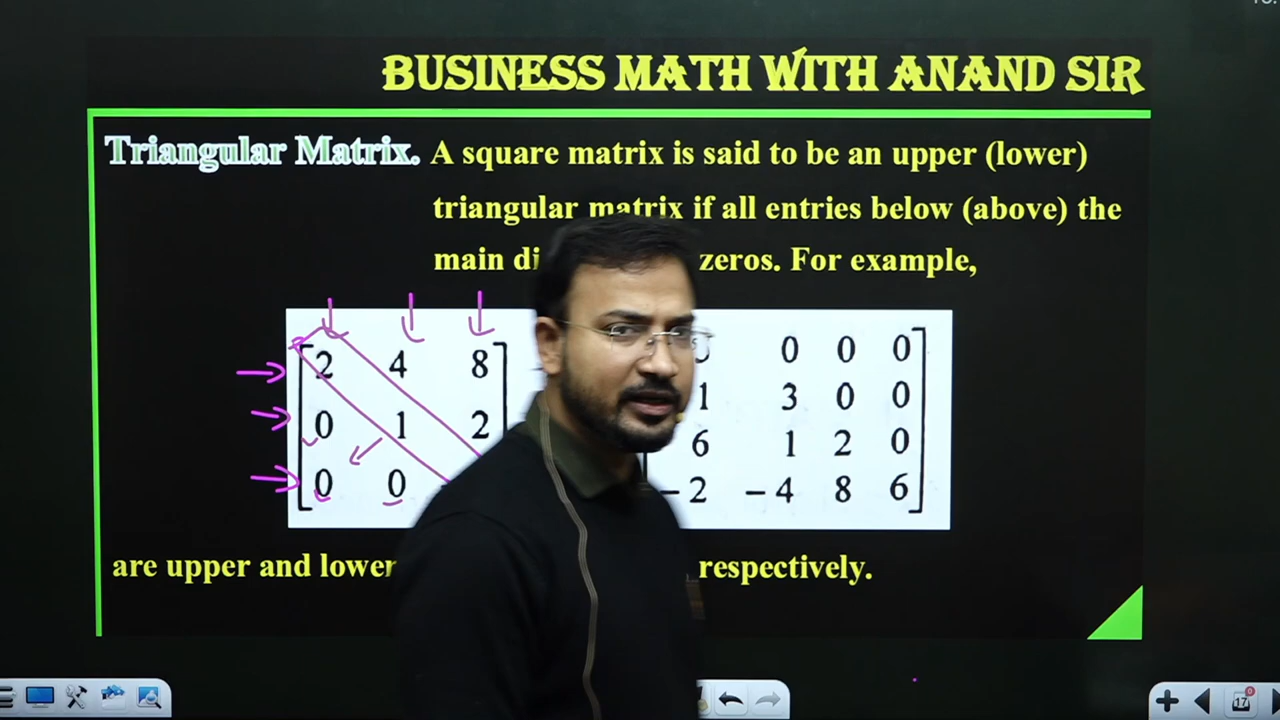 BUSINESS MATH WITH ANAND SIR
Triangular Matrix. A square matrix is said to be an upper (lower)
triangular matrix if all entries below (above) the
main zeros. For example,
2 4 8 0 0 0
0 1 2 1 3 0 0
0 0 6 1 2 0
-2 -4 8 6
are upper and lower respectively.
17